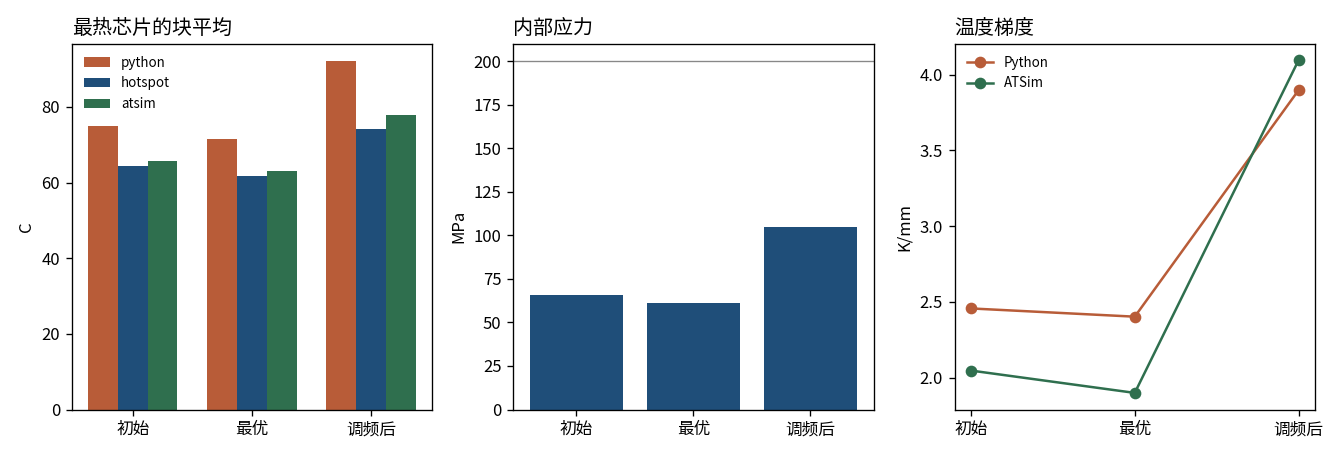 最热芯片的块平均
python
hotspot
atsim
80
60
40
20
0
C
初始
最优
调频后
内部应力
200
175
150
125
100
75
50
25
0
MPa
初始
最优
调频后
温度梯度
Python
ATSim
4.0
3.5
3.0
2.5
2.0
K/mm
初始
最优
调频后